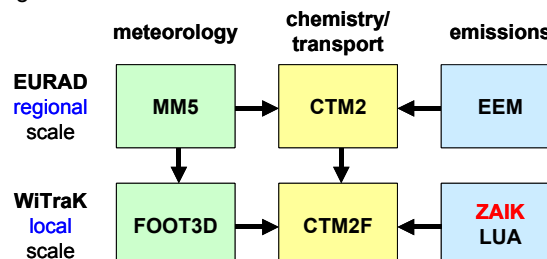 meteorology
chemistry/
transport
emissions
EURAD
regional
scale
MM5
CTM2
EEM
WiTraK
local
scale
FOOT3D
CTM2F
ZAIK
LUA